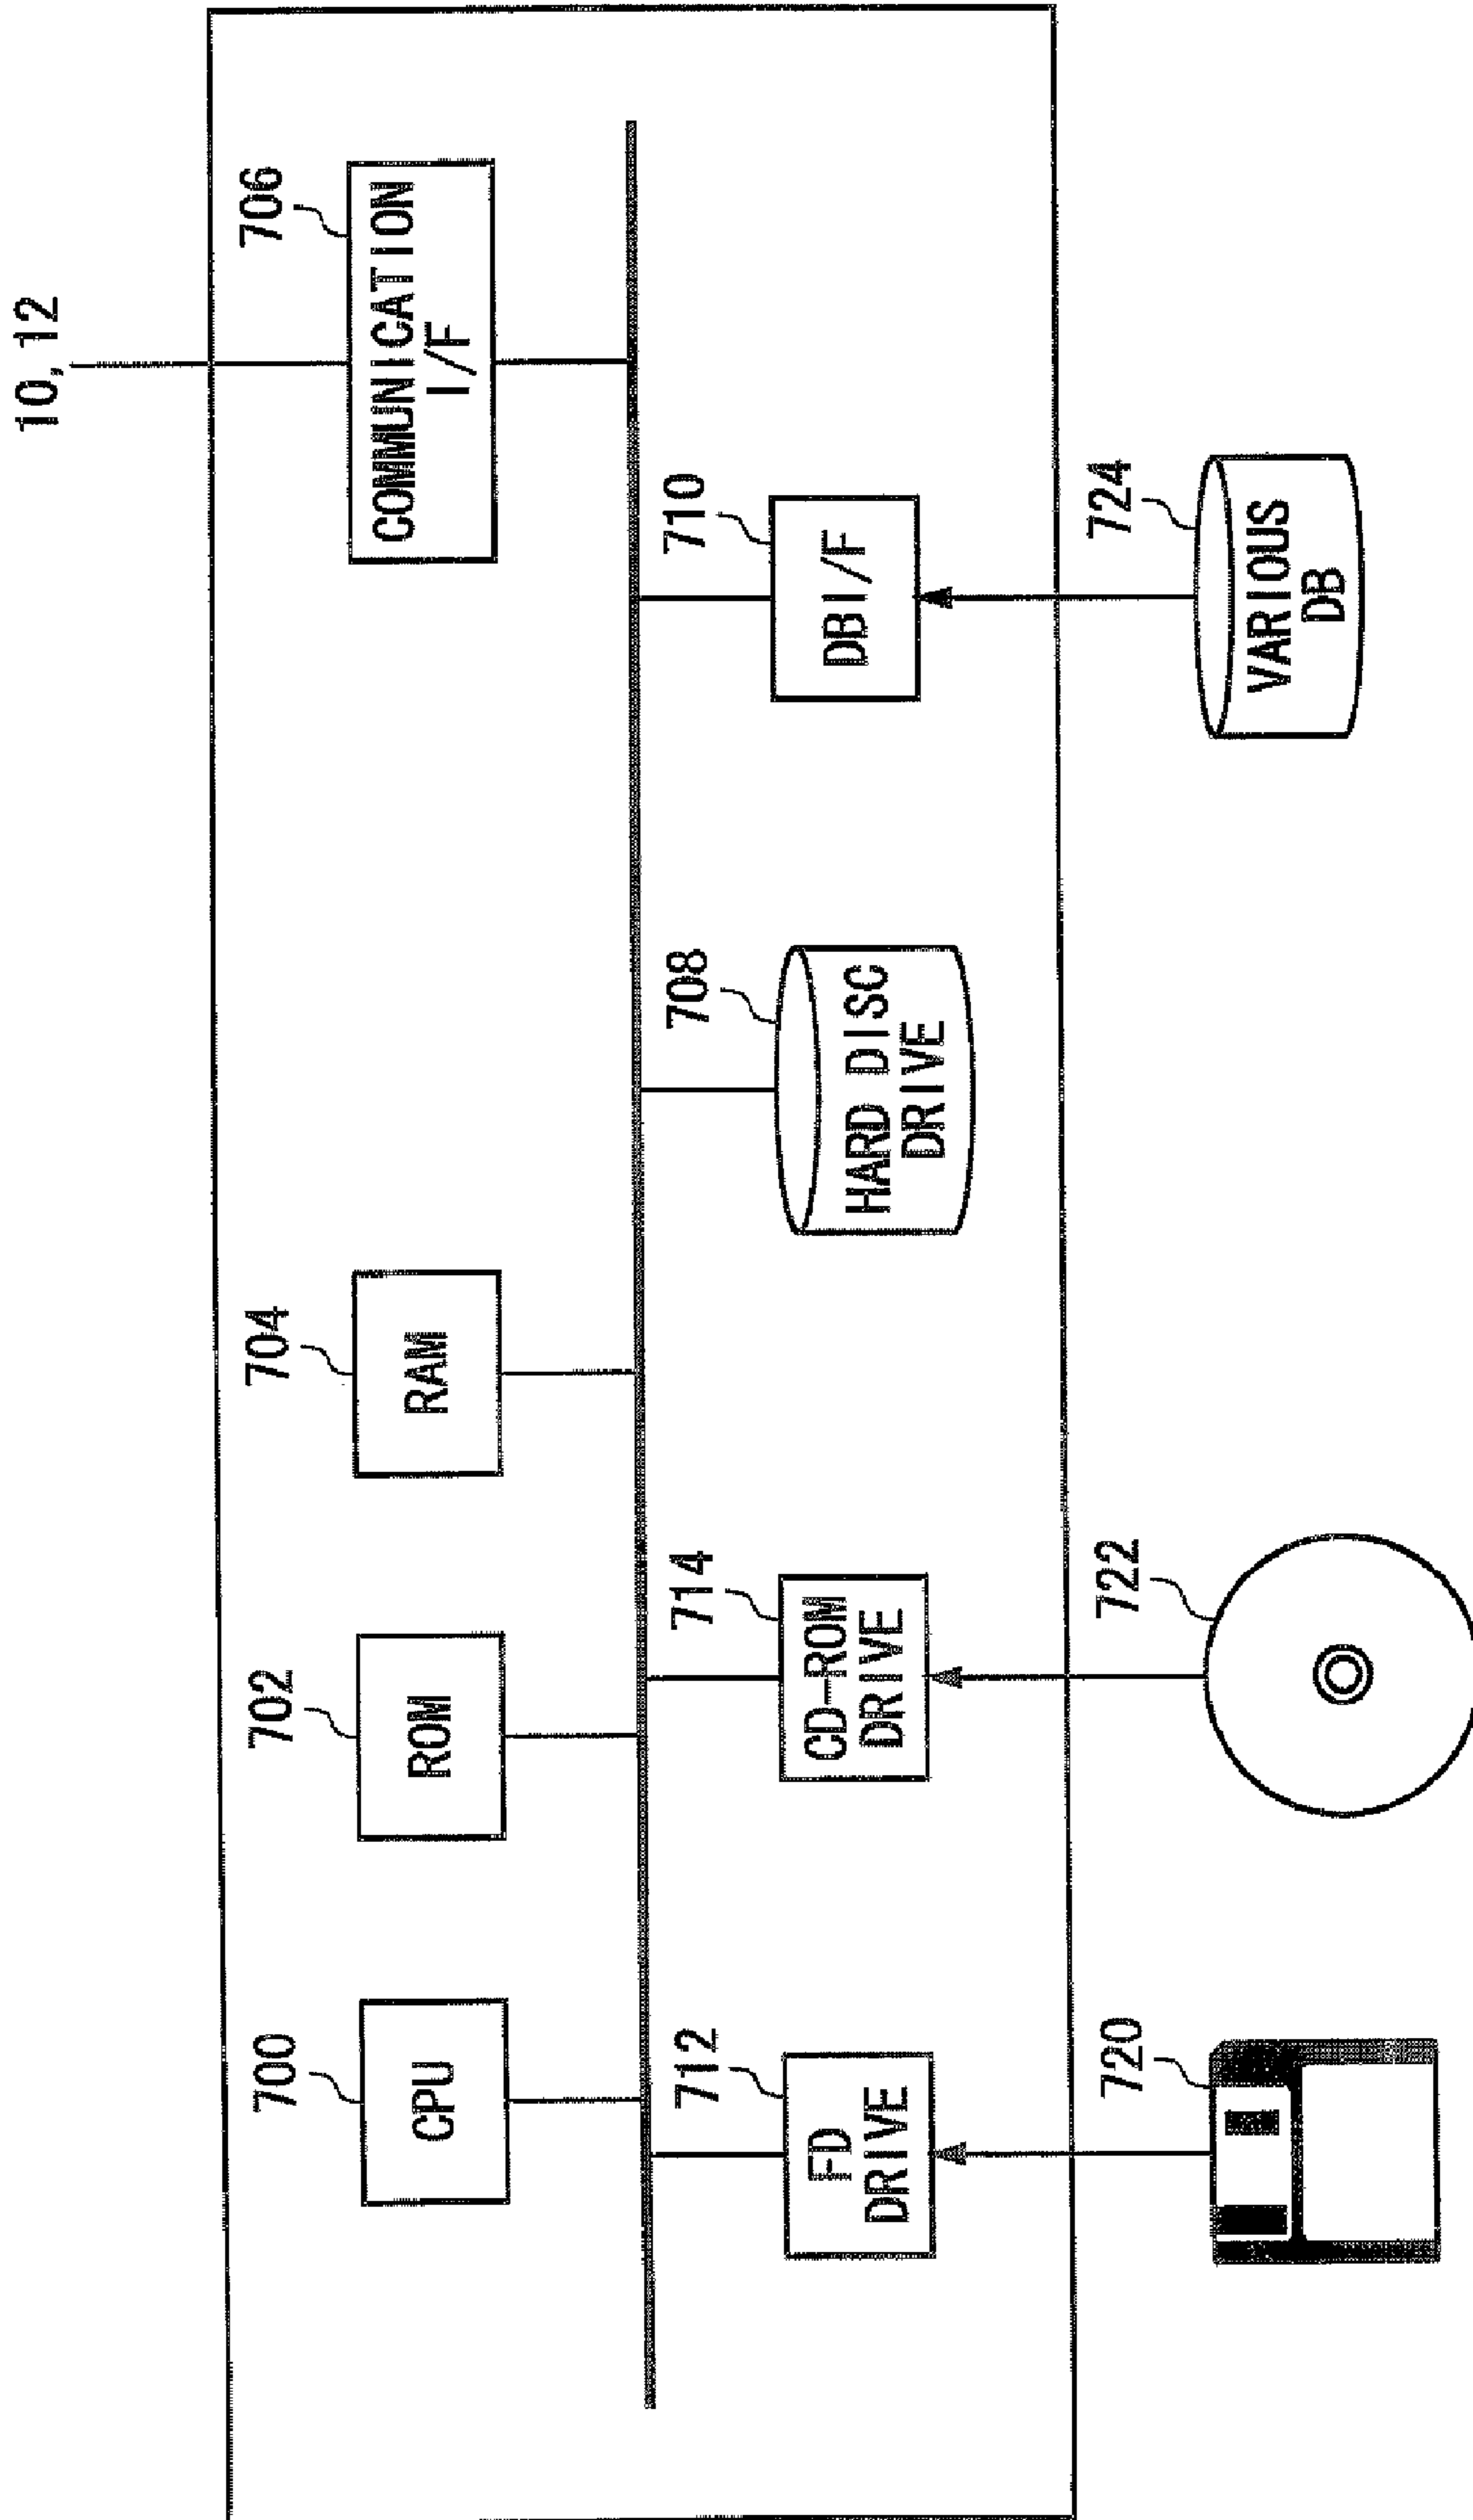 10, 12
700
702
704
706
CPU
ROM
RAM
COMMUNICATION
I/F
712
714
708
710
FD
DRIVE
CD-ROM
DRIVE
HARD DISC
DRIVE
DBI/F
720
722
724
VARIOUS
DB